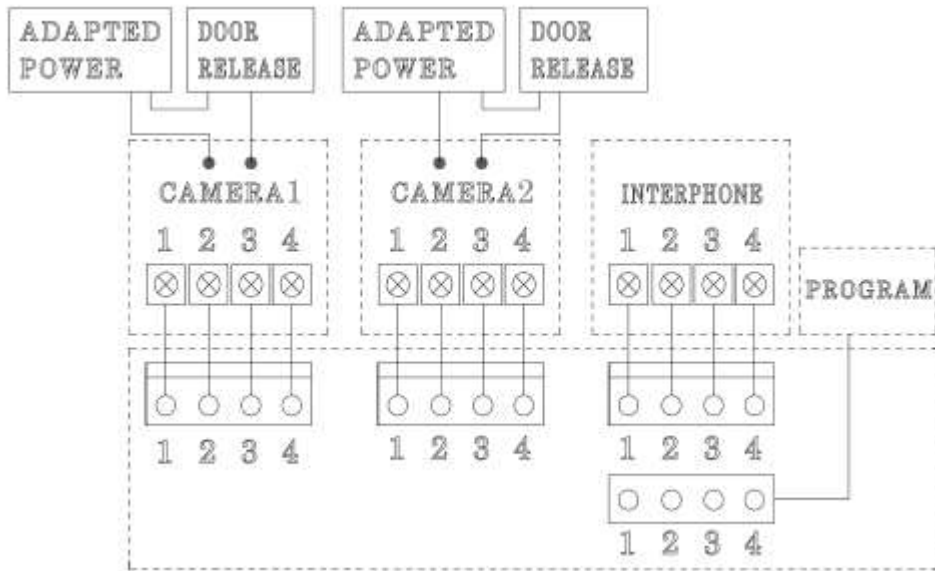 ADAPTED POWER
DOOR RELEASE
ADAPTED POWER
DOOR RELEASE
CAMERA1
1 2 3 4
CAMERA2
1 2 3 4
INTERPHONE
1 2 3 4
PROGRAM
1 2 3 4
1 2 3 4
1 2 3 4
1 2 3 4